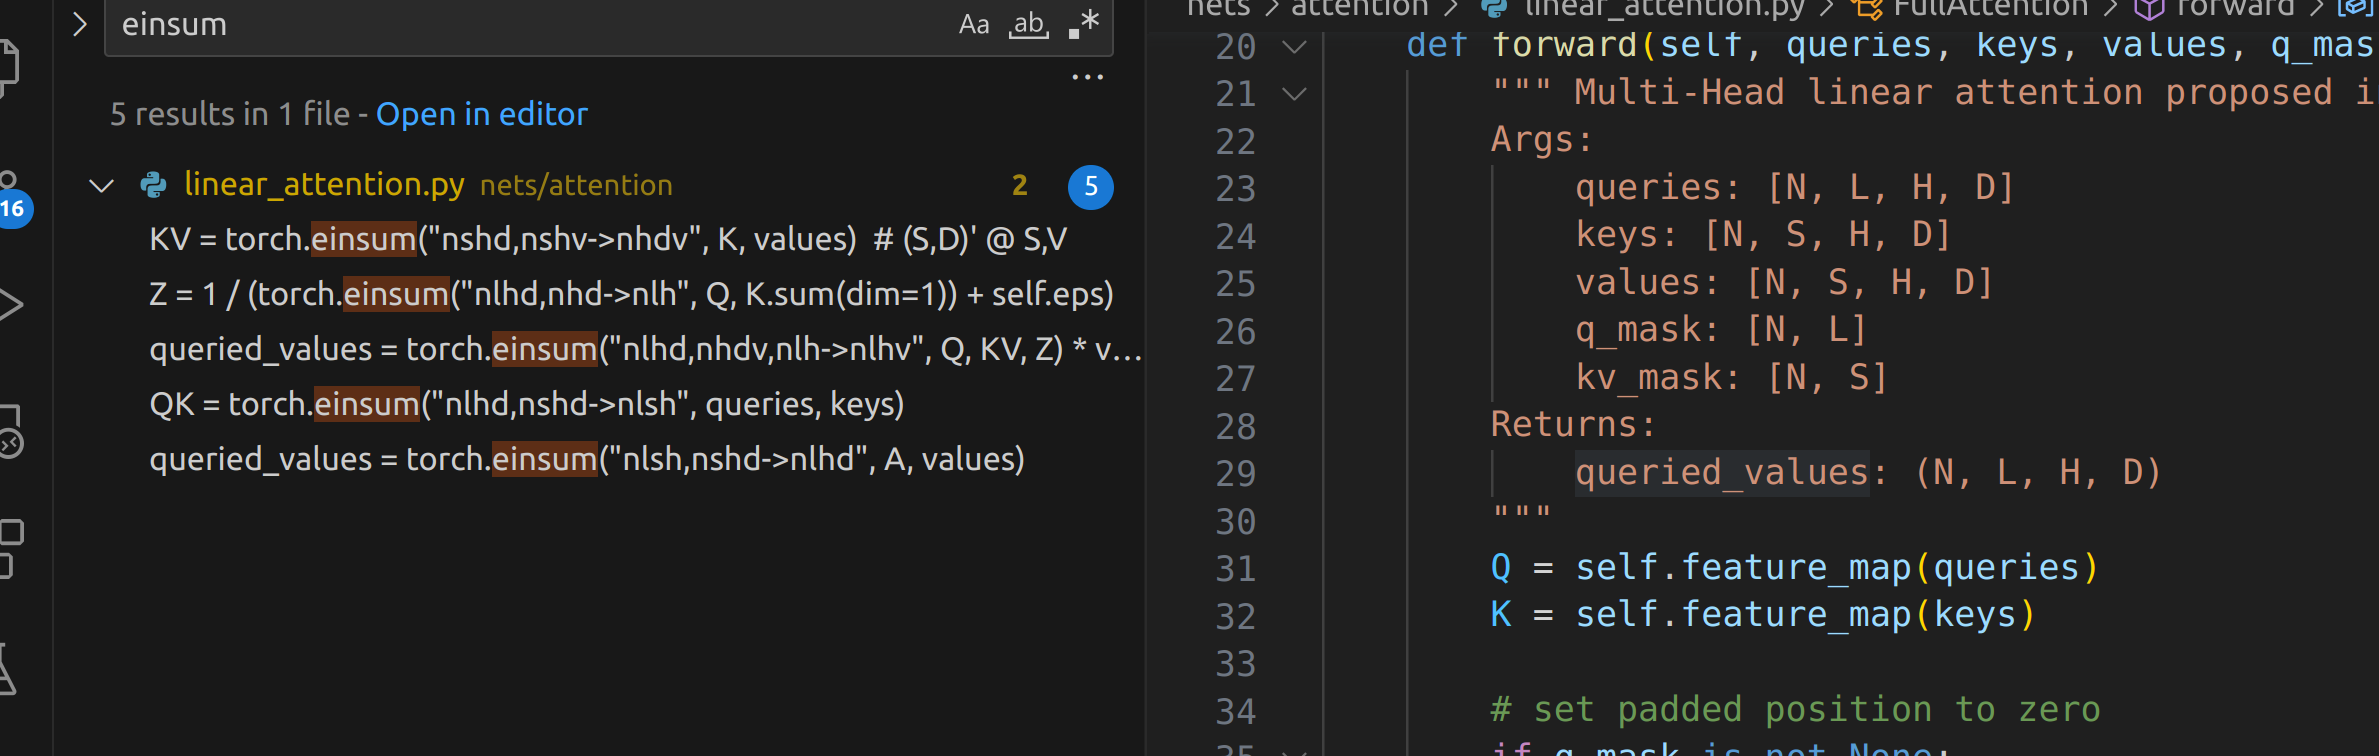 einsum
Aa ab .*
...
5 results in 1 file - Open in editor
linear_attention.py nets/attention 2 5
16
KV = torch.einsum("nshd,nshv->nhdv", K, values)  # (S,D)' @ S,V
Z = 1 / (torch.einsum("nlhd,nhd->nlh", Q, K.sum(dim=1)) + self.eps)
queried_values = torch.einsum("nlhd,nhdv,nlh->nlhv", Q, KV, Z) * v…
QK = torch.einsum("nlhd,nshd->nlsh", queries, keys)
queried_values = torch.einsum("nlsh,nshd->nlhd", A, values)
nets > attention > linear_attention.py > FullAttention > forward >
20 def forward(self, queries, keys, values, q_mas
21 """ Multi-Head linear attention proposed i
22 Args:
23 queries: [N, L, H, D]
24 keys: [N, S, H, D]
25 values: [N, S, H, D]
26 q_mask: [N, L]
27 kv_mask: [N, S]
28 Returns:
29 queried_values: (N, L, H, D)
30 """
31 Q = self.feature_map(queries)
32 K = self.feature_map(keys)
33
34 # set padded position to zero
35 if q_mask is not None: